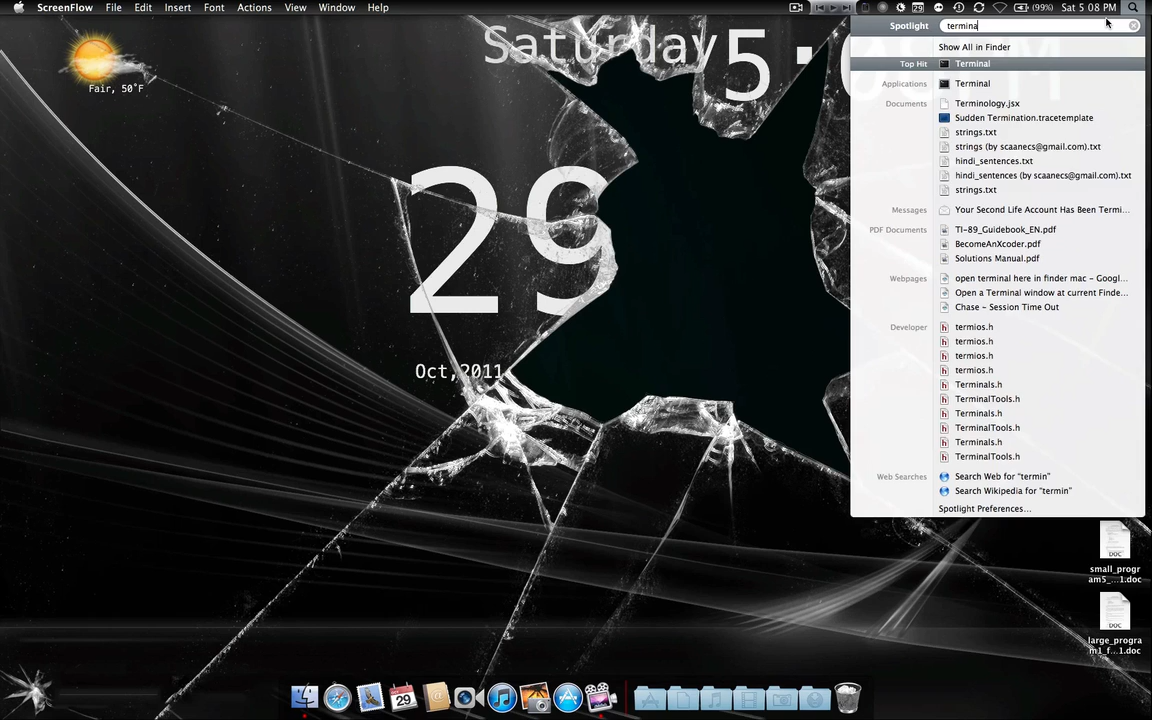 ScreenFlow File Edit Insert Font Actions View Window Help
(99%) Sat 5 08 PM
Spotlight termina
Show All in Finder
Top Hit Terminal
Applications Terminal
Documents Terminology.jsx
Sudden Termination.tracetemplate
strings.txt
strings (by scaanecs@gmail.com).txt
hindi_sentences.txt
hindi_sentences (by scaanecs@gmail.com).txt
strings.txt
Messages Your Second Life Account Has Been Termi...
PDF Documents TI-89_Guidebook_EN.pdf
BecomeAnXcoder.pdf
Solutions Manual.pdf
Webpages open terminal here in finder mac - Googl...
Open a Terminal window at current Finde...
Chase - Session Time Out
Developer termios.h
termios.h
termios.h
termios.h
Terminals.h
TerminalTools.h
Terminals.h
TerminalTools.h
Terminals.h
TerminalTools.h
Web Searches Search Web for "termin"
Search Wikipedia for "termin"
Spotlight Preferences...
Fair, 50°F
Saturday
29
Oct,2011
DOC
small_progr
am5_...1.doc
DOC
large_progra
m1_f...1.doc
29